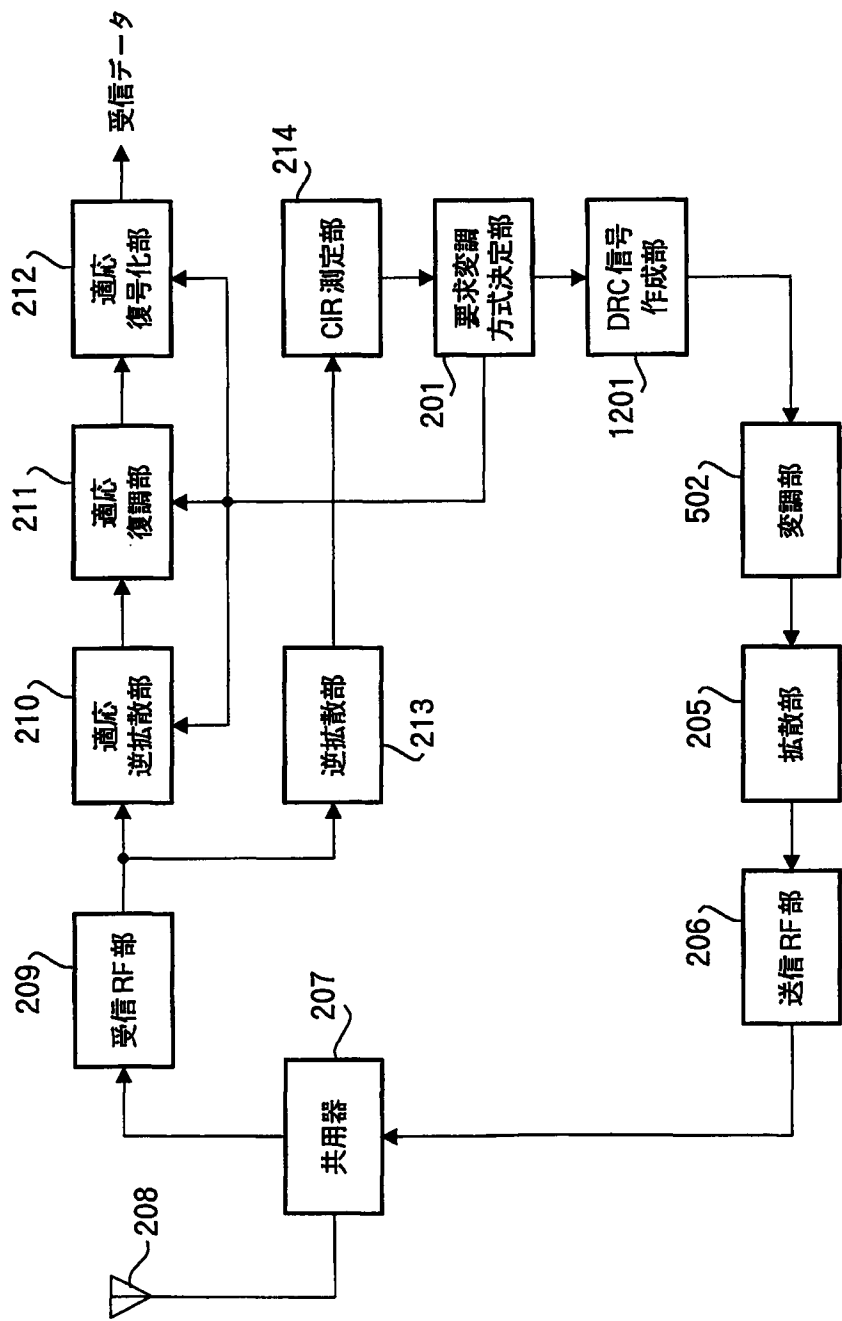 208
共用器
207
受信RF部
209
適応
逆拡散部
210
適応
復調部
211
適応
復号化部
212
受信データ
逆拡散部
213
CIR測定部
214
要求変調
方式決定部
201
DRC信号
作成部
1201
変調部
502
拡散部
205
送信RF部
206